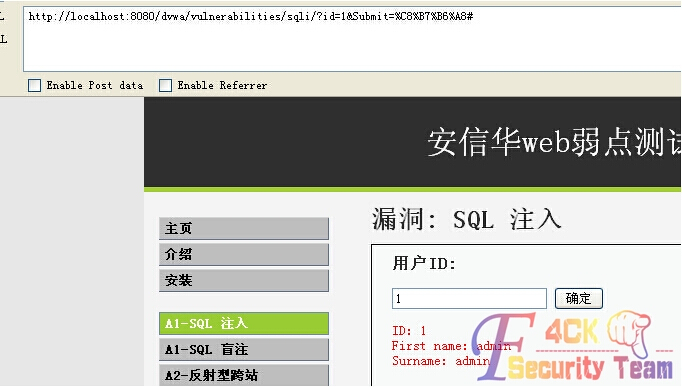 L
http://localhost:8080/dvwa/vulnerabilities/sqli/?id=1&Submit=%C8%B7%B6%A8#
L
Enable Post data Enable Referrer
安信华web弱点测试
漏洞: SQL 注入
主页
介绍
安装
A1-SQL 注入
A1-SQL 盲注
A2-反射型跨站
用户ID:
1 确定
ID: 1
First name: admin
Surname: admin
F4CK
Security Team